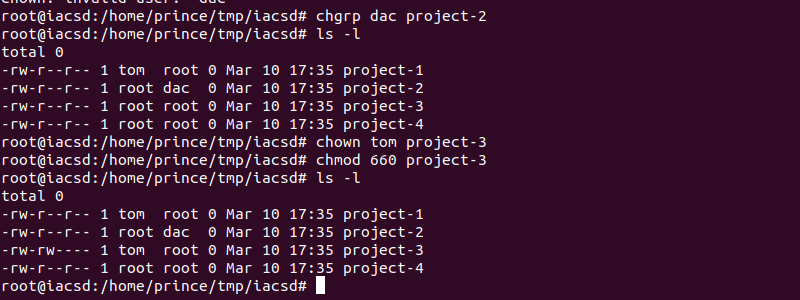 chown: invalid user: 'dac'
root@iacsd:/home/prince/tmp/iacsd# chgrp dac project-2
root@iacsd:/home/prince/tmp/iacsd# ls -l
total 0
-rw-r--r-- 1 tom  root 0 Mar 10 17:35 project-1
-rw-r--r-- 1 root dac  0 Mar 10 17:35 project-2
-rw-r--r-- 1 root root 0 Mar 10 17:35 project-3
-rw-r--r-- 1 root root 0 Mar 10 17:35 project-4
root@iacsd:/home/prince/tmp/iacsd# chown tom project-3
root@iacsd:/home/prince/tmp/iacsd# chmod 660 project-3
root@iacsd:/home/prince/tmp/iacsd# ls -l
total 0
-rw-r--r-- 1 tom  root 0 Mar 10 17:35 project-1
-rw-r--r-- 1 root dac  0 Mar 10 17:35 project-2
-rw-rw---- 1 tom  root 0 Mar 10 17:35 project-3
-rw-r--r-- 1 root root 0 Mar 10 17:35 project-4
root@iacsd:/home/prince/tmp/iacsd#